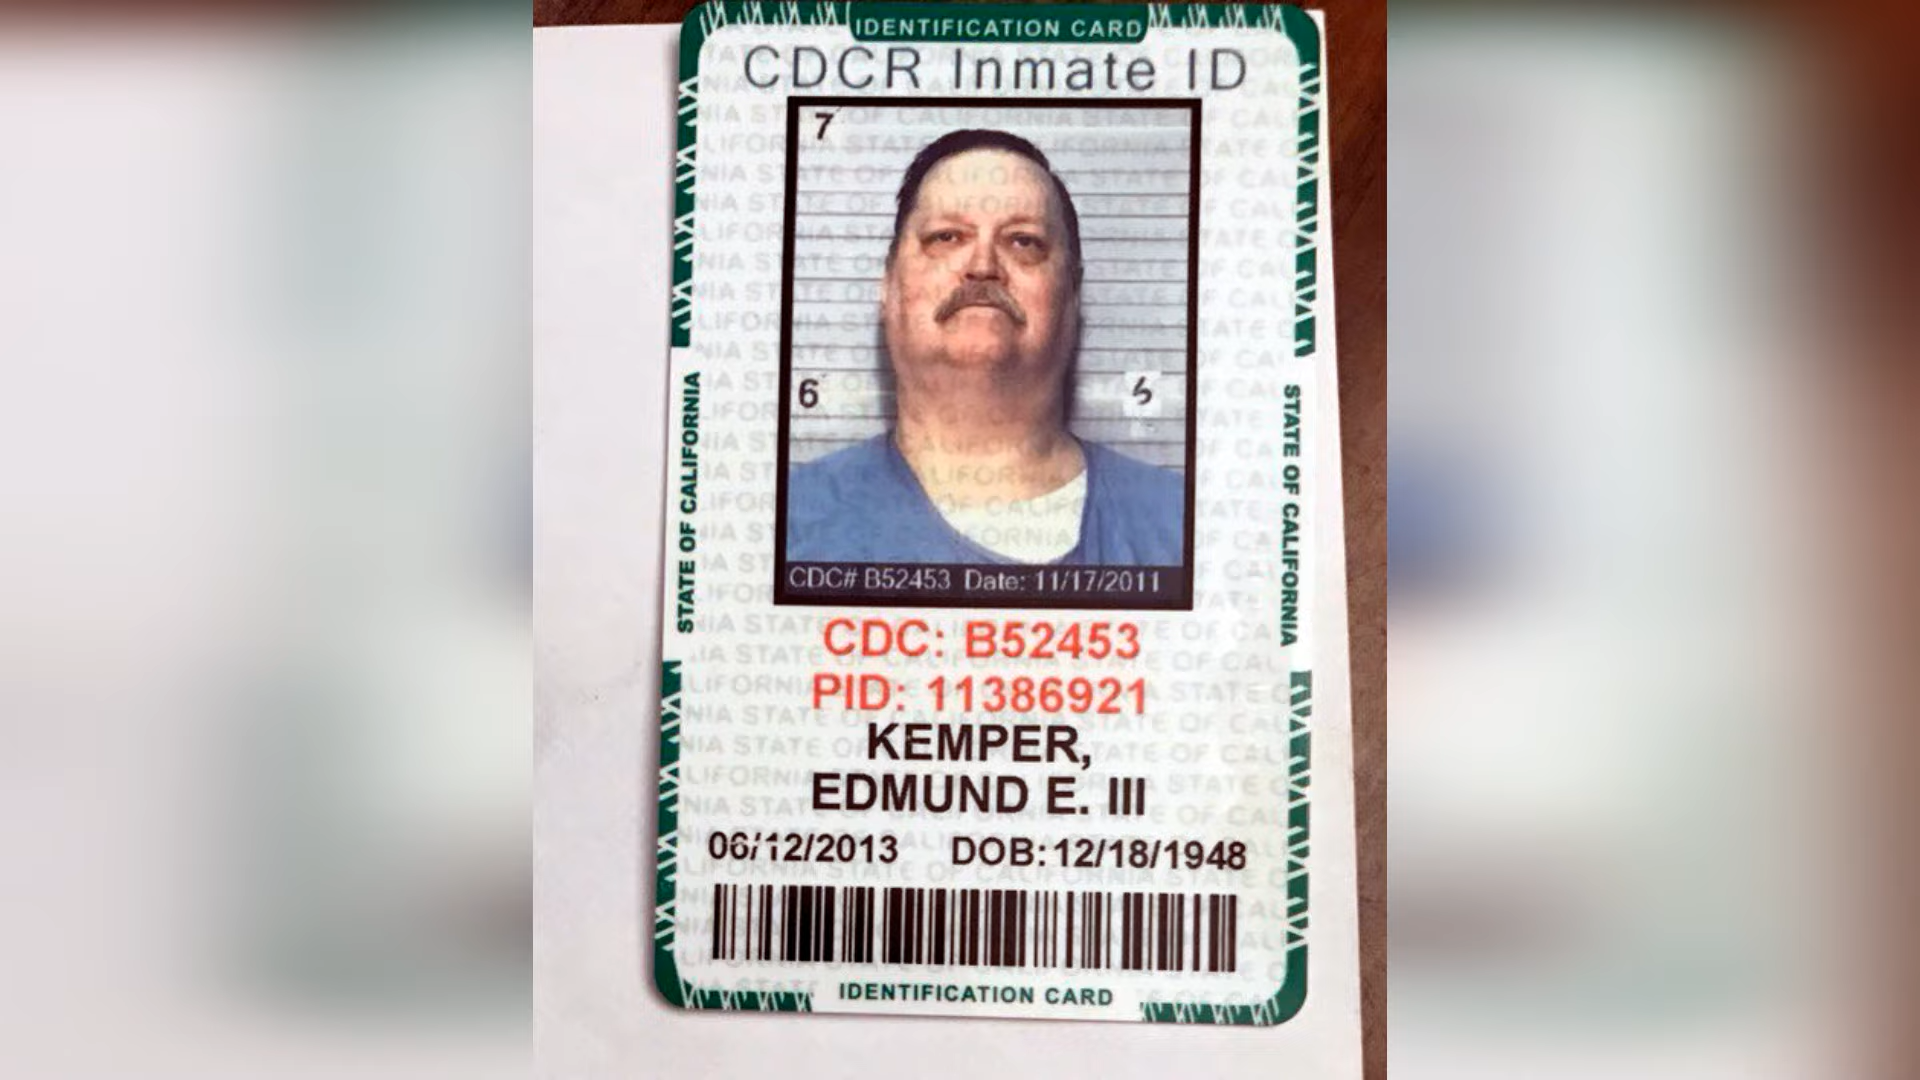 IDENTIFICATION CARD
CDCR Inmate ID
7
6
5
CDC# B52453 Date: 11/17/2011
STATE OF CALIFORNIA
STATE OF CALIFORNIA
CDC: B52453
PID: 11386921
KEMPER,
EDMUND E. III
06/12/2013 DOB:12/18/1948
IDENTIFICATION CARD